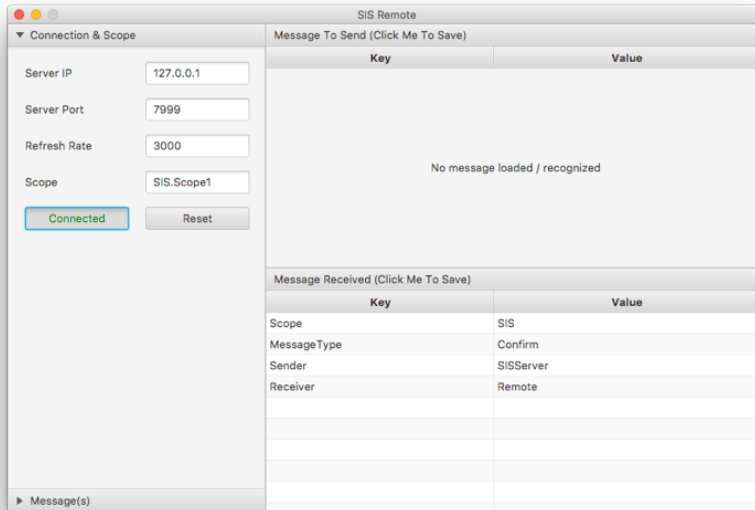 SIS Remote
Connection & Scope
Server IP 127.0.0.1
Server Port 7999
Refresh Rate 3000
Scope SIS.Scope1
Connected Reset
Message(s)
Message To Send (Click Me To Save)
Key Value
No message loaded / recognized
Message Received (Click Me To Save)
Key Value
Scope SIS
MessageType Confirm
Sender SISServer
Receiver Remote